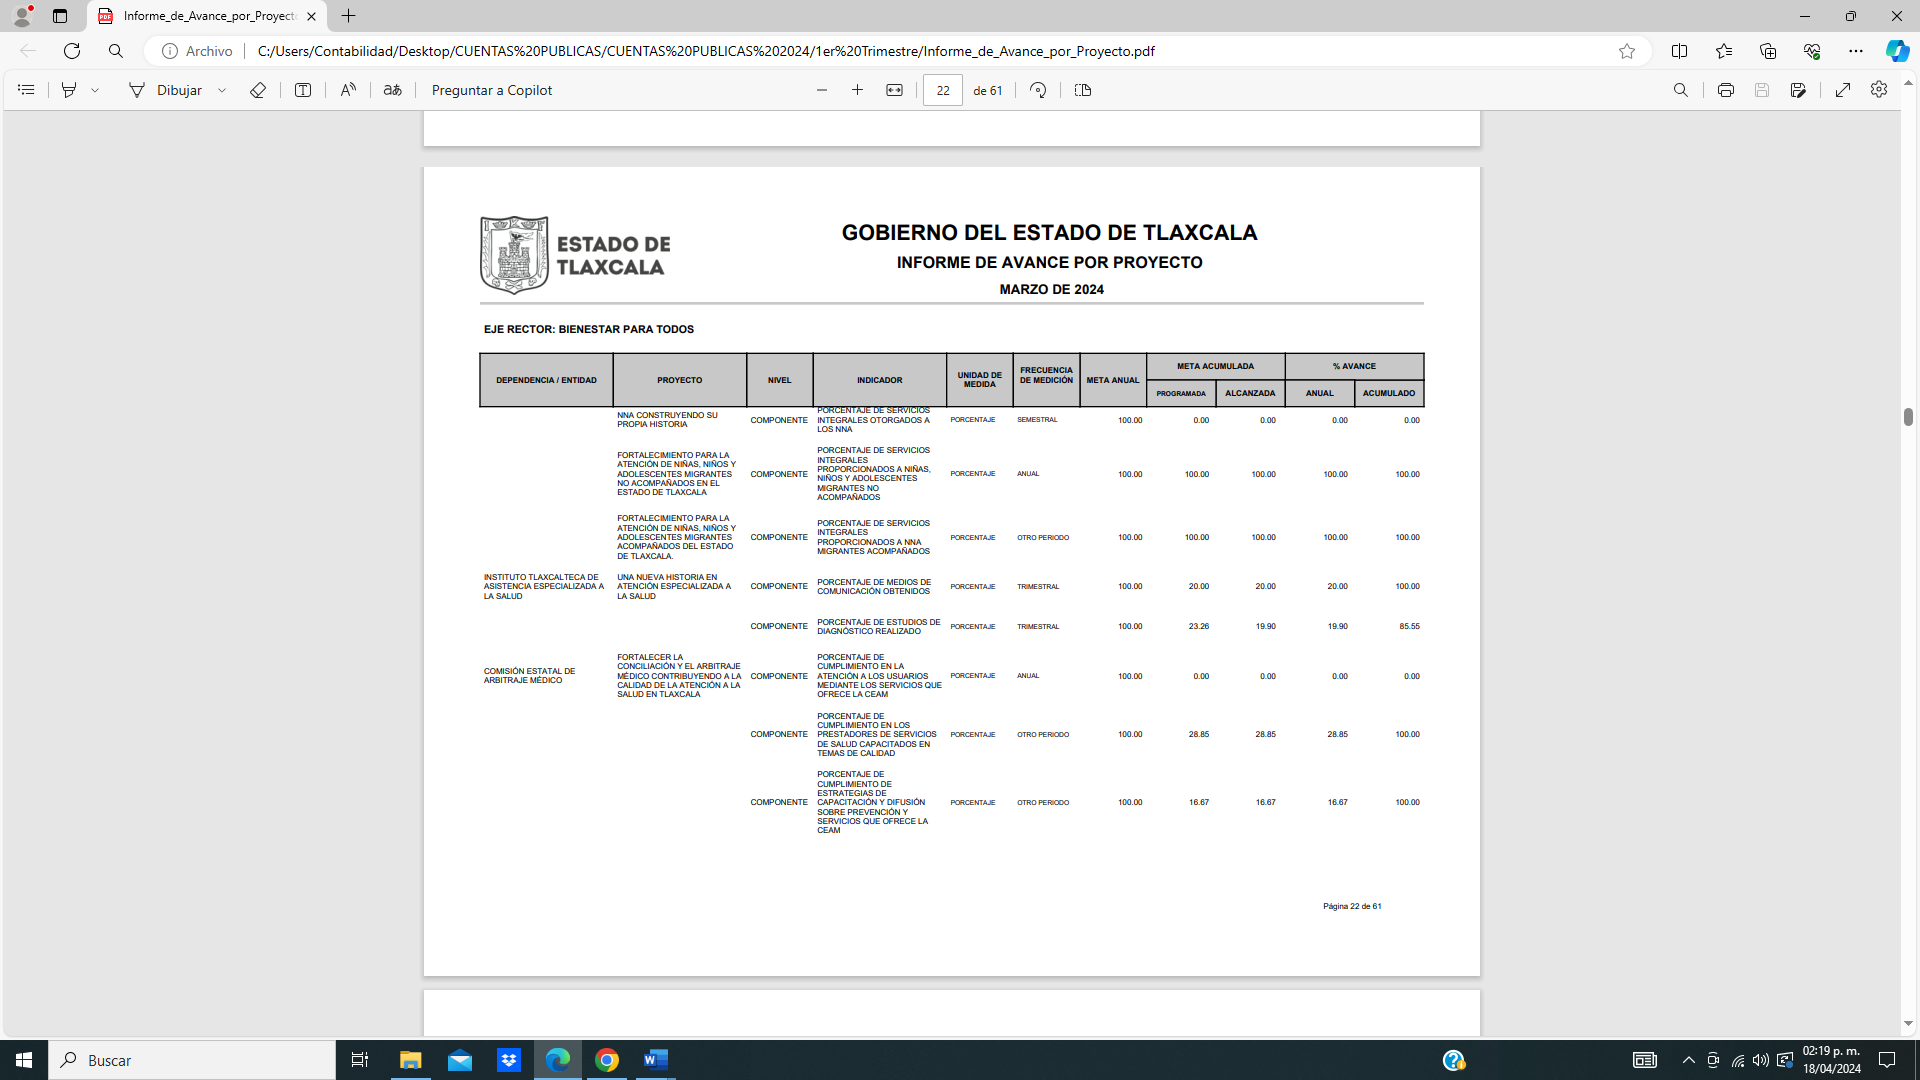 Informe_de_Avance_por_Proyecto
Archivo
C:/Users/Contabilidad/Desktop/CUENTAS%20PUBLICAS/CUENTAS%20PUBLICAS%202024/1er%20Trimestre/Informe_de_Avance_por_Proyecto.pdf
Dibujar
aあ
Preguntar a Copilot
22
de 61
ESTADO DE
TLAXCALA
GOBIERNO DEL ESTADO DE TLAXCALA
INFORME DE AVANCE POR PROYECTO
MARZO DE 2024
EJE RECTOR: BIENESTAR PARA TODOS
DEPENDENCIA / ENTIDAD
PROYECTO
NIVEL
INDICADOR
UNIDAD DE
MEDIDA
FRECUENCIA
DE MEDICIÓN
META ANUAL
META ACUMULADA
% AVANCE
PROGRAMADA
ALCANZADA
ANUAL
ACUMULADO
NNA CONSTRUYENDO SU
PROPIA HISTORIA
COMPONENTE
PORCENTAJE DE SERVICIOS
INTEGRALES OTORGADOS A
LOS NNA
PORCENTAJE
SEMESTRAL
100.00
0.00
0.00
0.00
0.00
FORTALECIMIENTO PARA LA
ATENCIÓN DE NIÑAS, NIÑOS Y
ADOLESCENTES MIGRANTES
NO ACOMPAÑADOS EN EL
ESTADO DE TLAXCALA
COMPONENTE
PORCENTAJE DE SERVICIOS
INTEGRALES
PROPORCIONADOS A NIÑAS,
NIÑOS Y ADOLESCENTES
MIGRANTES NO
ACOMPAÑADOS
PORCENTAJE
ANUAL
100.00
100.00
100.00
100.00
100.00
FORTALECIMIENTO PARA LA
ATENCIÓN DE NIÑAS, NIÑOS Y
ADOLESCENTES MIGRANTES
ACOMPAÑADOS DEL ESTADO
DE TLAXCALA.
COMPONENTE
PORCENTAJE DE SERVICIOS
INTEGRALES
PROPORCIONADOS A NNA
MIGRANTES ACOMPAÑADOS
PORCENTAJE
OTRO PERIODO
100.00
100.00
100.00
100.00
100.00
INSTITUTO TLAXCALTECA DE
ASISTENCIA ESPECIALIZADA A
LA SALUD
UNA NUEVA HISTORIA EN
ATENCIÓN ESPECIALIZADA A
LA SALUD
COMPONENTE
PORCENTAJE DE MEDIOS DE
COMUNICACIÓN OBTENIDOS
PORCENTAJE
TRIMESTRAL
100.00
20.00
20.00
20.00
100.00
COMPONENTE
PORCENTAJE DE ESTUDIOS DE
DIAGNÓSTICO REALIZADO
PORCENTAJE
TRIMESTRAL
100.00
23.26
19.90
19.90
85.55
COMISIÓN ESTATAL DE
ARBITRAJE MÉDICO
FORTALECER LA
CONCILIACIÓN Y EL ARBITRAJE
MÉDICO CONTRIBUYENDO A LA
CALIDAD DE LA ATENCIÓN A LA
SALUD EN TLAXCALA
COMPONENTE
PORCENTAJE DE
CUMPLIMIENTO EN LA
ATENCIÓN A LOS USUARIOS
MEDIANTE LOS SERVICIOS QUE
OFRECE LA CEAM
PORCENTAJE
ANUAL
100.00
0.00
0.00
0.00
0.00
COMPONENTE
PORCENTAJE DE
CUMPLIMIENTO EN LOS
PRESTADORES DE SERVICIOS
DE SALUD CAPACITADOS EN
TEMAS DE CALIDAD
PORCENTAJE
OTRO PERIODO
100.00
28.85
28.85
28.85
100.00
COMPONENTE
PORCENTAJE DE
CUMPLIMIENTO DE
ESTRATEGIAS DE
CAPACITACIÓN Y DIFUSIÓN
SOBRE PREVENCIÓN Y
SERVICIOS QUE OFRECE LA
CEAM
PORCENTAJE
OTRO PERIODO
100.00
16.67
16.67
16.67
100.00
Página 22 de 61
Buscar
02:19 p. m.
18/04/2024